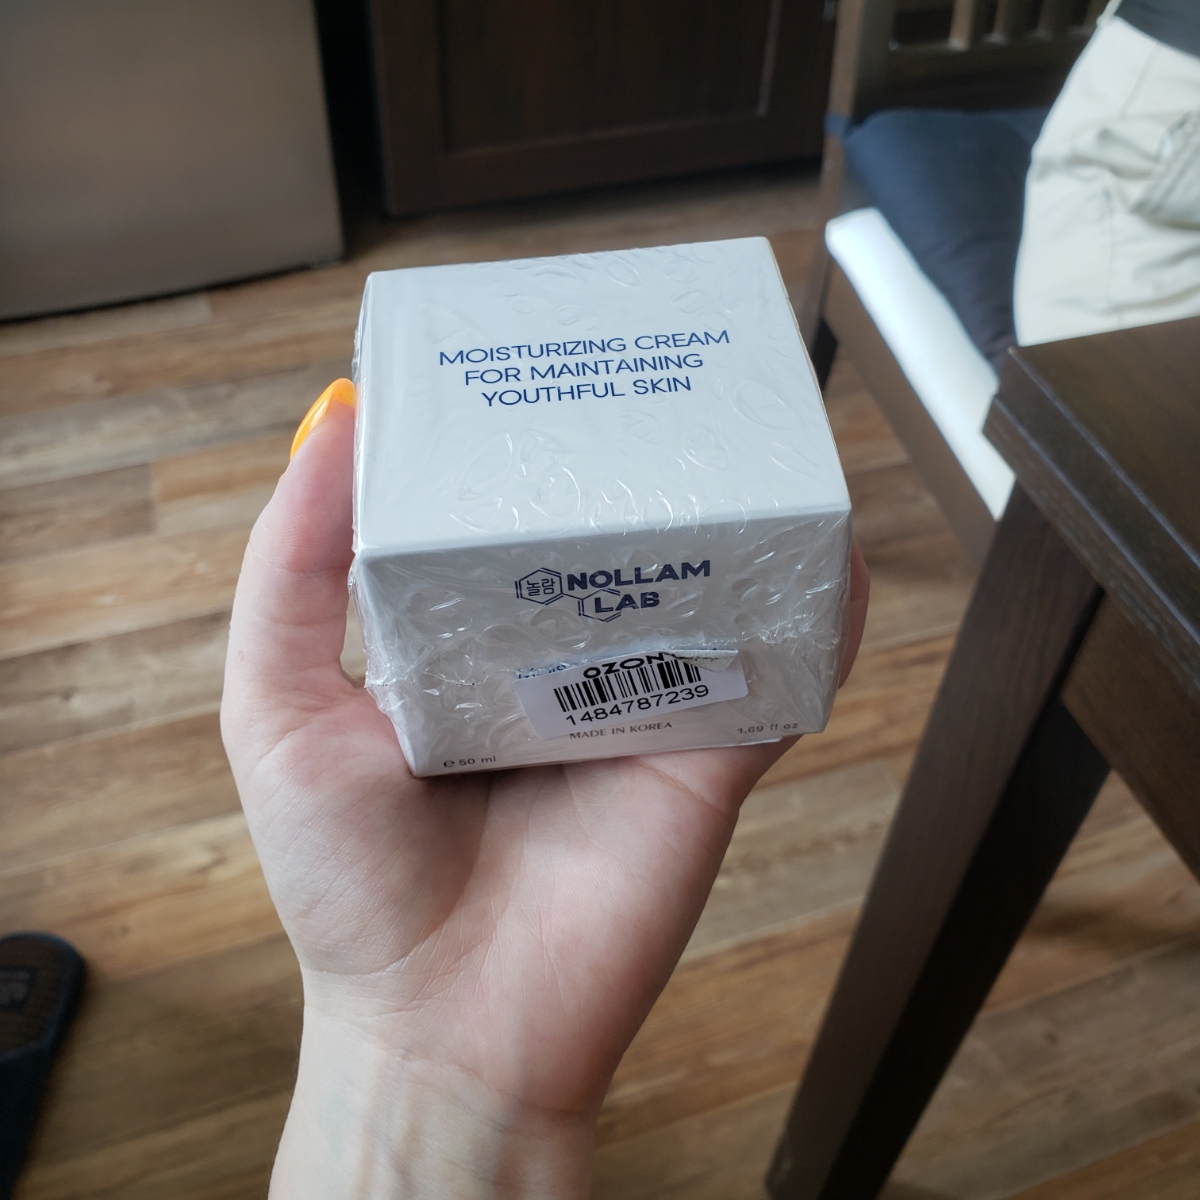 MOISTURIZING CREAM
FOR MAINTAINING
YOUTHFUL SKIN
놀람 NOLLAM
LAB
OZON
1484787239
MADE IN KOREA
℮ 50 ml
1,69 fl oz